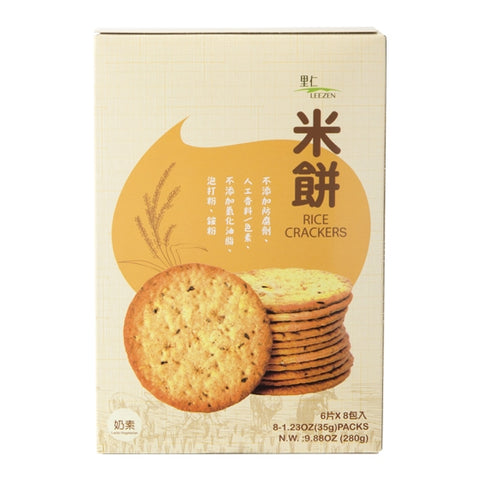 里仁
LEEZEN
米餅
RICE
CRACKERS
不添加防腐劑、
人工香料/色素、
不添加氫化油脂、
泡打粉、銨粉
6片X 8包入
8-1.23OZ(35g)PACKS
N.W. :9.88OZ (280g)
奶素
Lacto Vegetarian